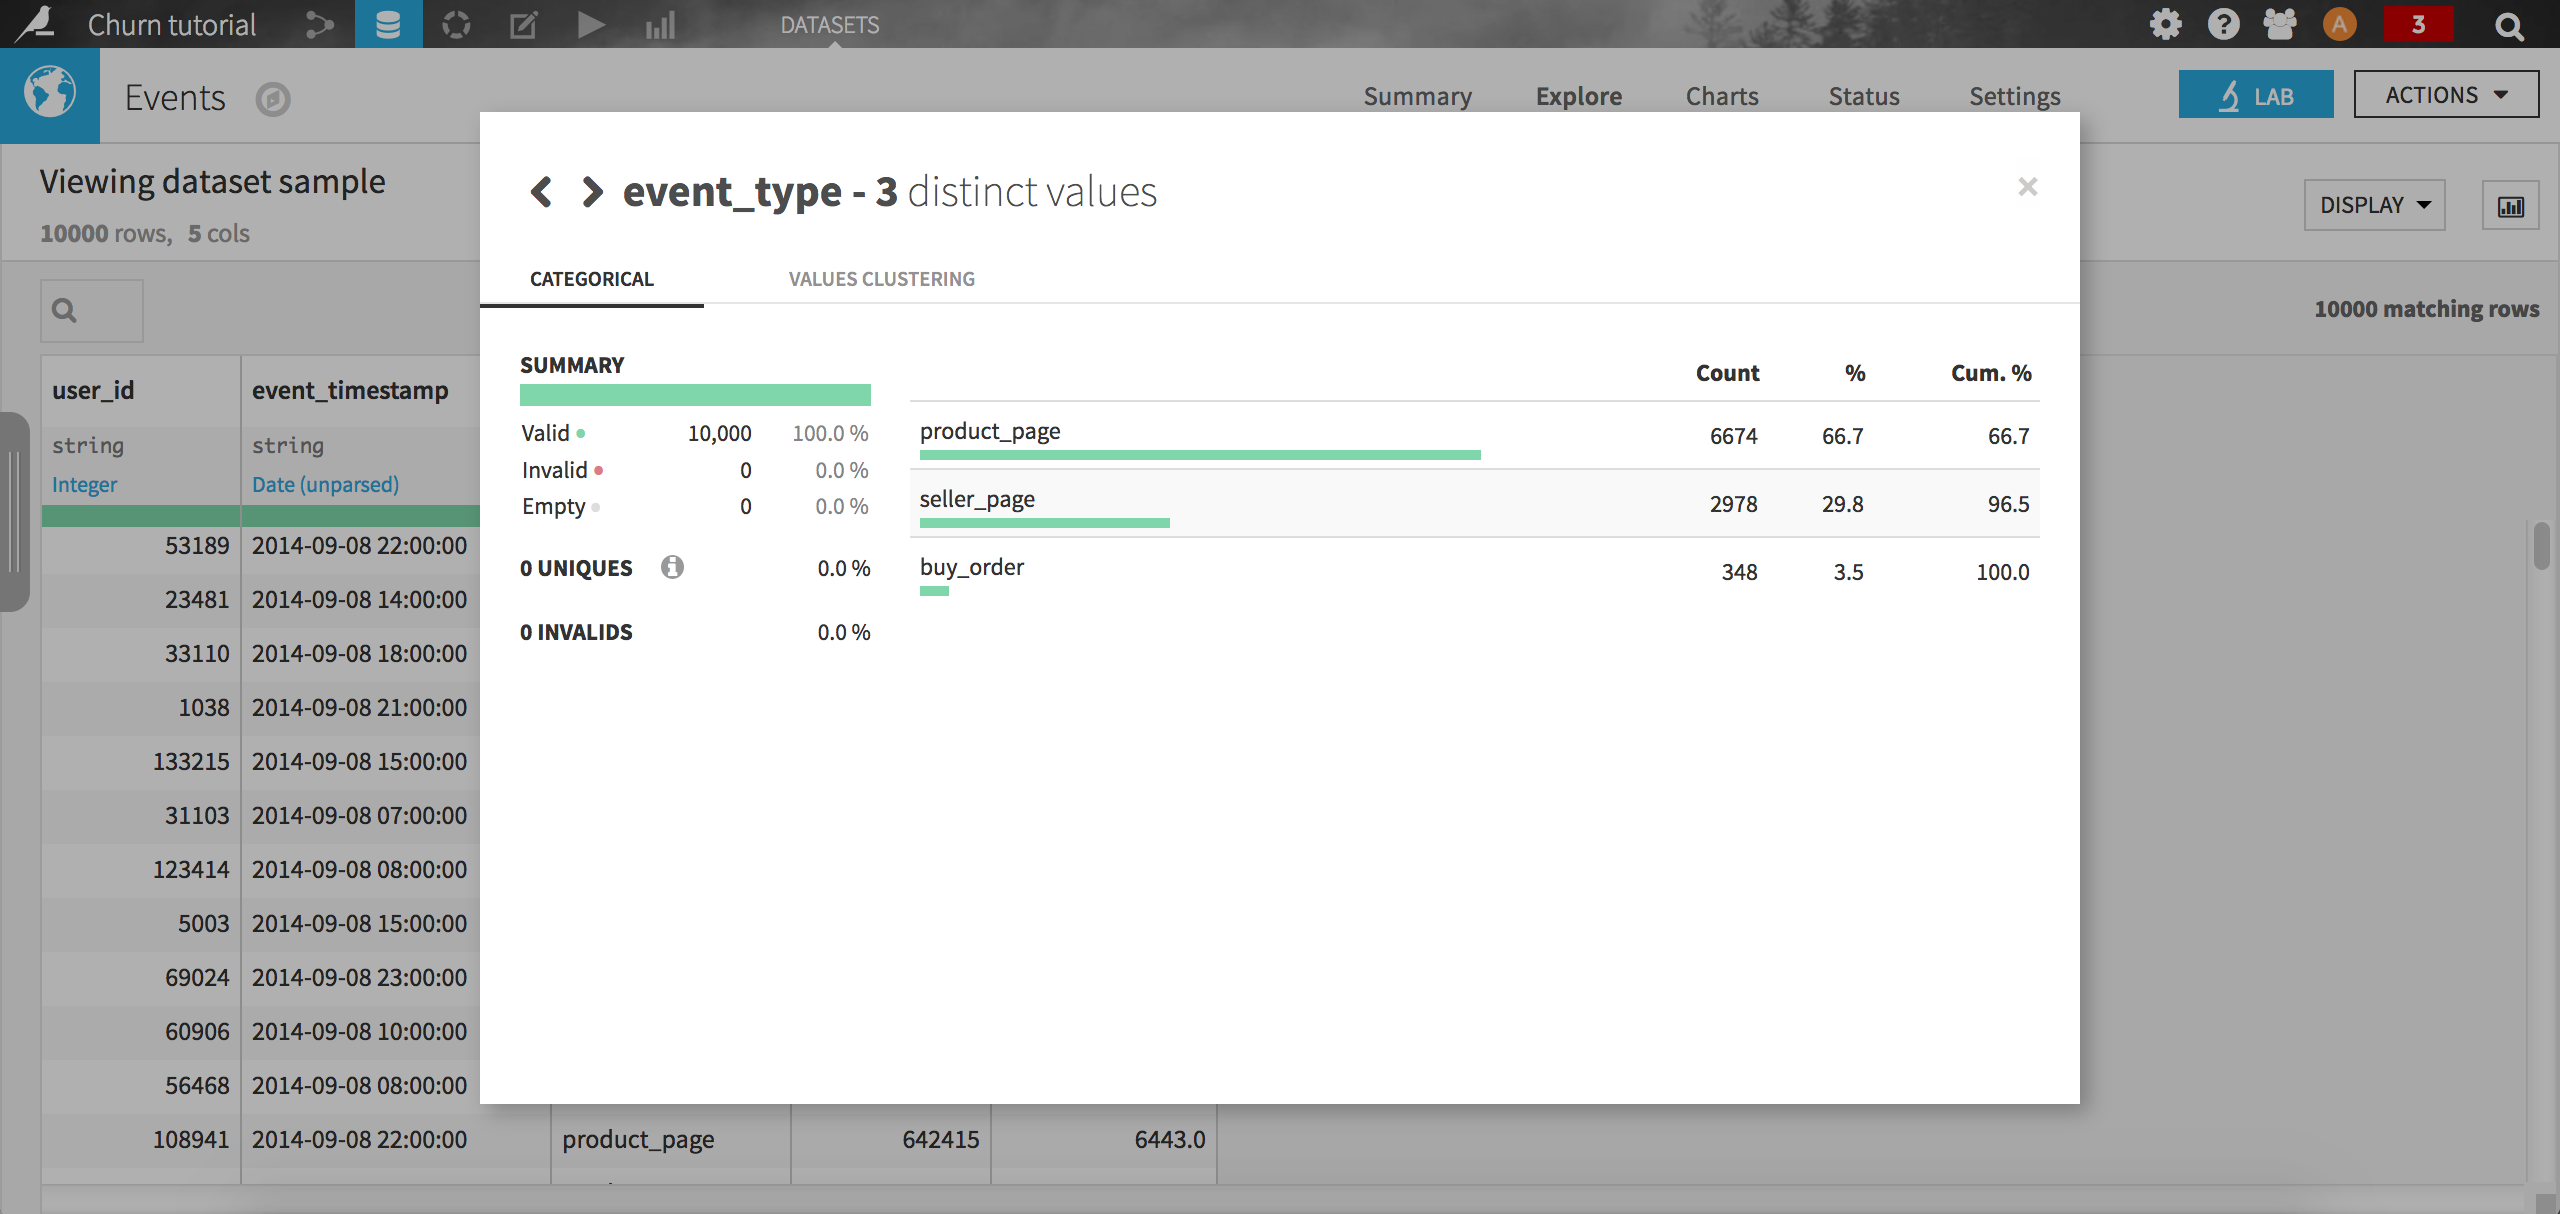 Churn tutorial DATASETS A 3
Events Summary Explore Charts Status Settings LAB ACTIONS
Viewing dataset sample
10000 rows, 5 cols
DISPLAY
10000 matching rows
user_id event_timestamp
string string
Integer Date (unparsed)
53189 2014-09-08 22:00:00
23481 2014-09-08 14:00:00
33110 2014-09-08 18:00:00
1038 2014-09-08 21:00:00
133215 2014-09-08 15:00:00
31103 2014-09-08 07:00:00
123414 2014-09-08 08:00:00
5003 2014-09-08 15:00:00
69024 2014-09-08 23:00:00
60906 2014-09-08 10:00:00
56468 2014-09-08 08:00:00
108941 2014-09-08 22:00:00 product_page 642415 6443.0
event_type - 3 distinct values
CATEGORICAL VALUES CLUSTERING
SUMMARY
Valid 10,000 100.0 %
Invalid 0 0.0 %
Empty 0 0.0 %
0 UNIQUES 0.0 %
0 INVALIDS 0.0 %
Count % Cum. %
product_page 6674 66.7 66.7
seller_page 2978 29.8 96.5
buy_order 348 3.5 100.0